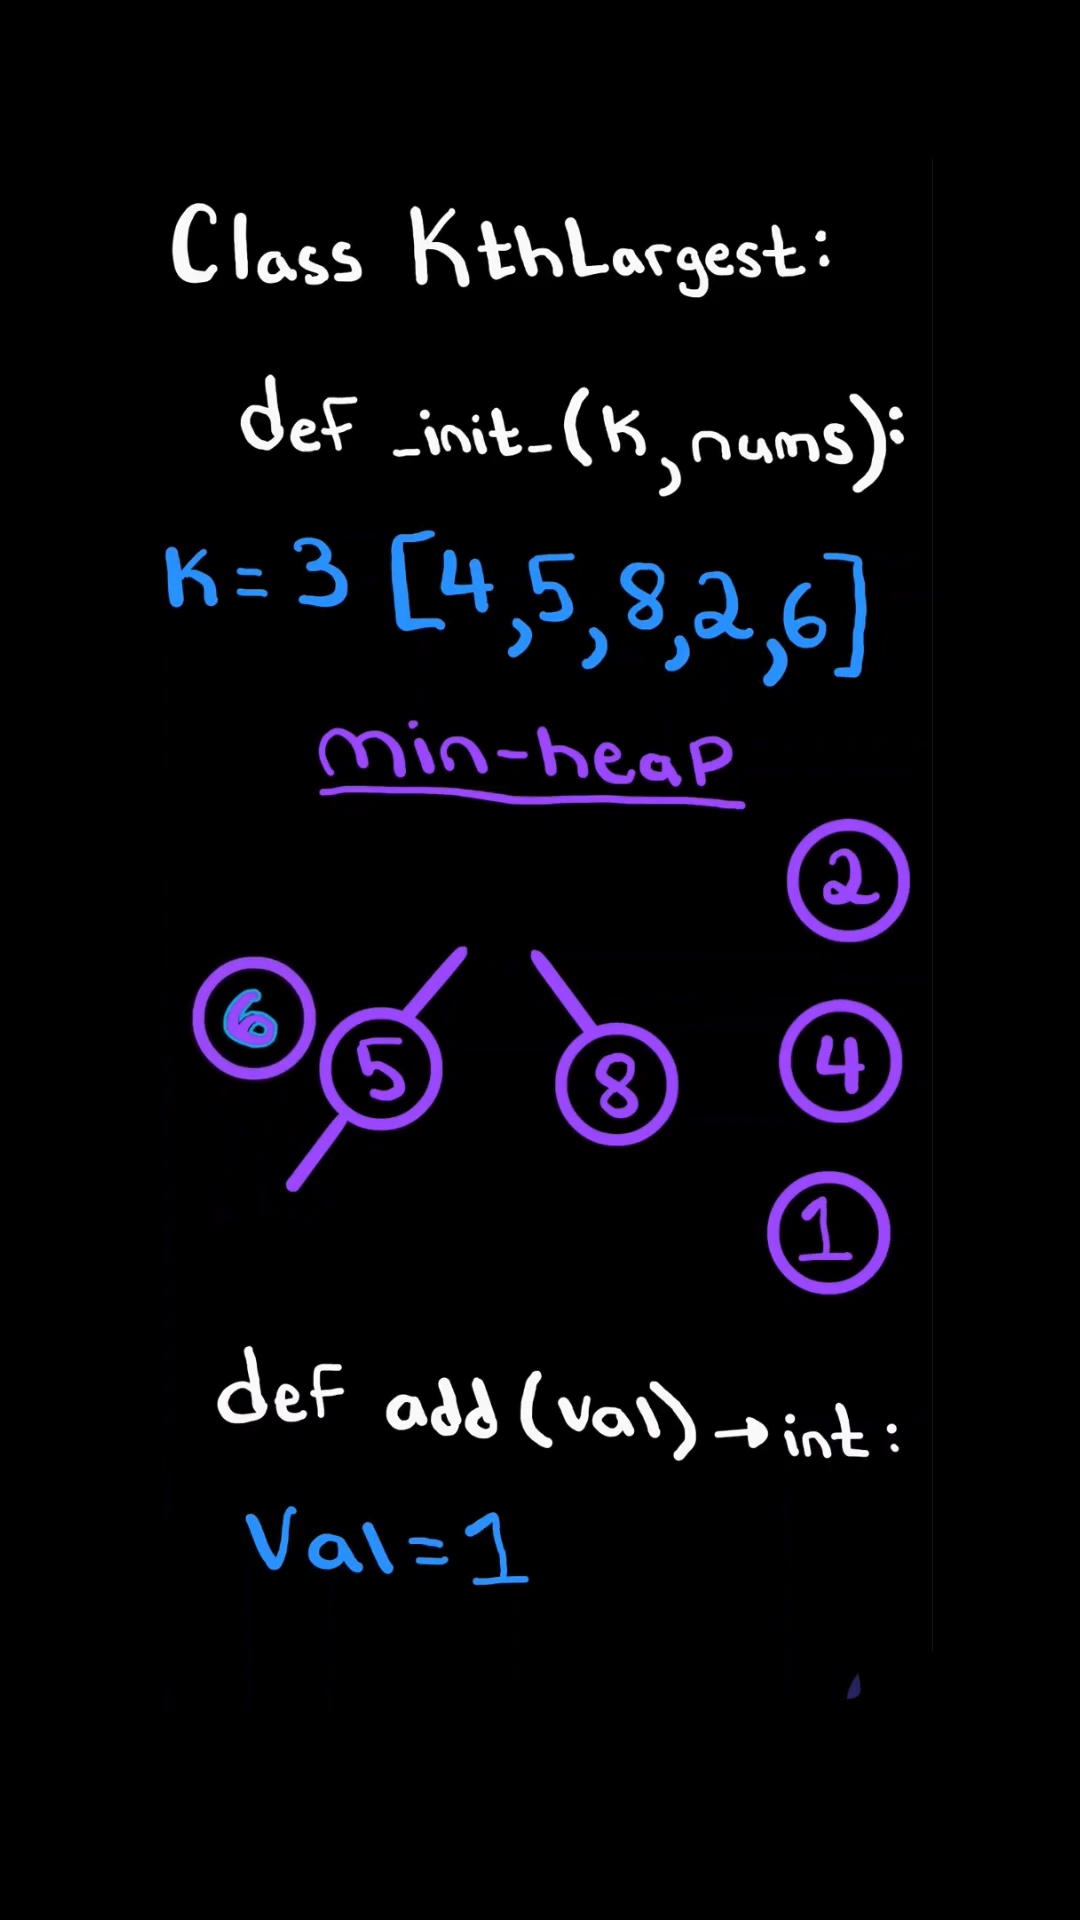 Class KthLargest:
def _init_(K, nums):
K = 3 [4, 5, 8, 2, 6]
min-heap
2
6
5
8
4
1
def add(val) → int:
Val = 1